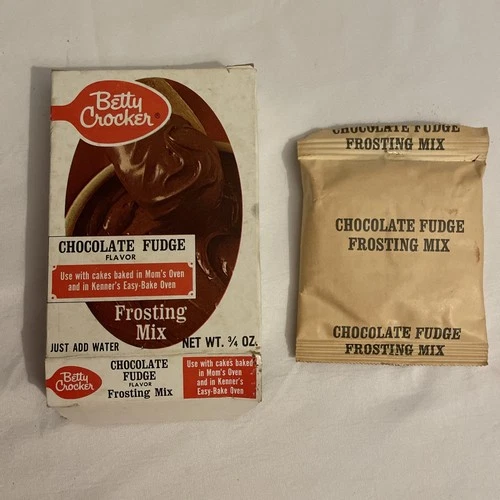 Betty
Crocker®
CHOCOLATE FUDGE
FLAVOR
Use with cakes baked in Mom's Oven
and in Kenner's Easy-Bake Oven
Frosting
Mix
JUST ADD WATER
NET WT. ¾ OZ.
Betty
Crocker
CHOCOLATE
FUDGE
FLAVOR
Frosting Mix
Use with cakes baked
in Mom's Oven
and in Kenner's
Easy-Bake Oven
CHOCOLATE FUDGE
FROSTING MIX
CHOCOLATE FUDGE
FROSTING MIX
CHOCOLATE FUDGE
FROSTING MIX